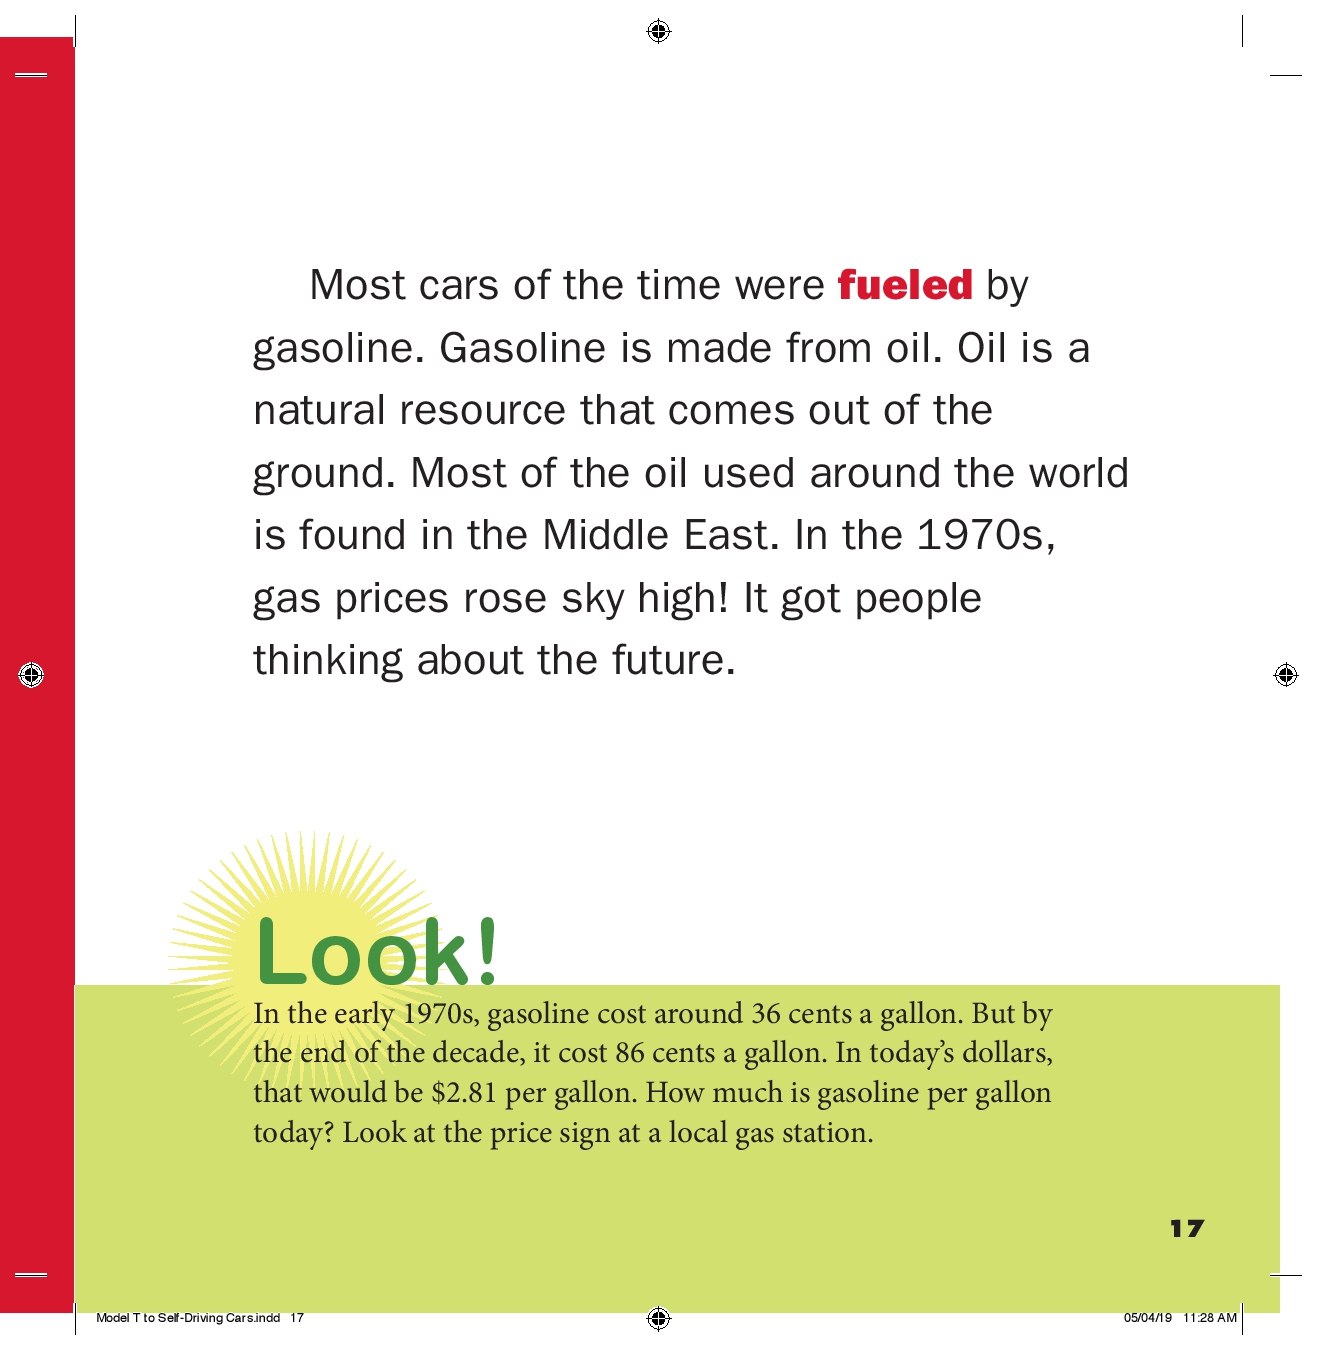 Most cars of the time were fueled by
gasoline. Gasoline is made from oil. Oil is a
natural resource that comes out of the
ground. Most of the oil used around the world
is found in the Middle East. In the 1970s,
gas prices rose sky high! It got people
thinking about the future.
Look!
In the early 1970s, gasoline cost around 36 cents a gallon. But by
the end of the decade, it cost 86 cents a gallon. In today’s dollars,
that would be $2.81 per gallon. How much is gasoline per gallon
today? Look at the price sign at a local gas station.
17
Model T to Self-Driving Cars.indd 17
05/04/19 11:28 AM